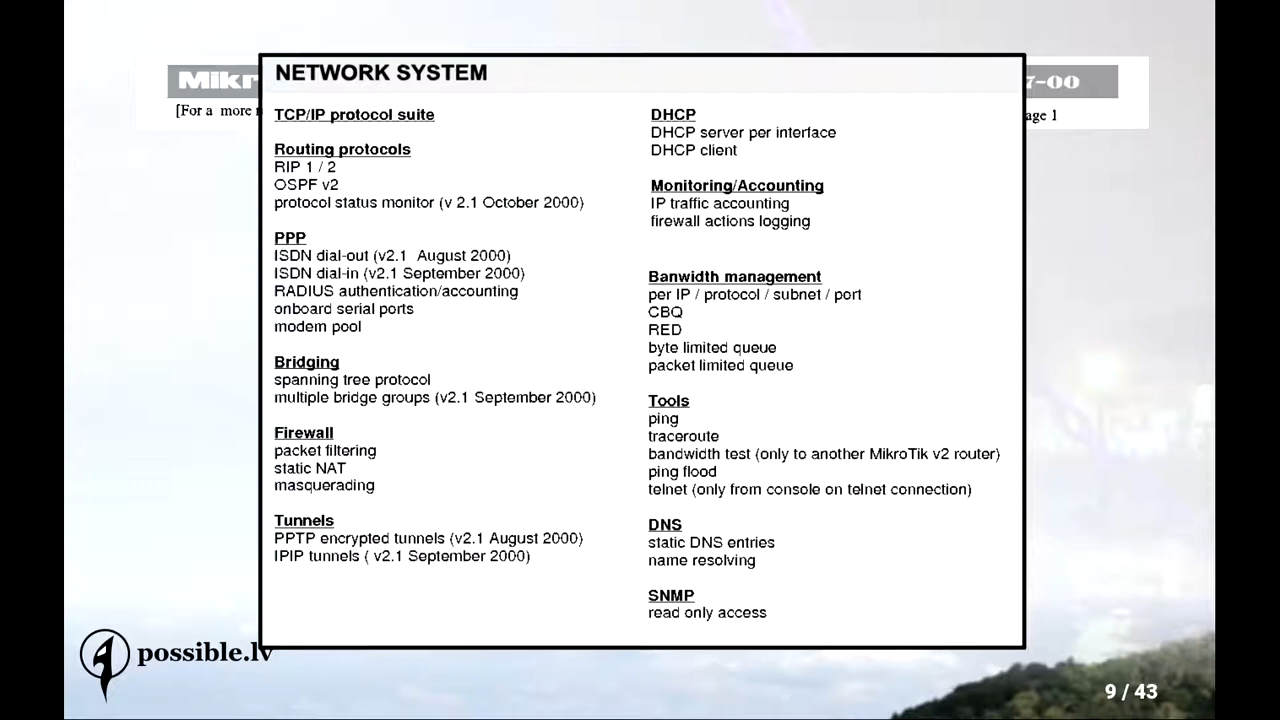 NETWORK SYSTEM
[For a more
7-00
age 1
TCP/IP protocol suite
Routing protocols
RIP 1 / 2
OSPF v2
protocol status monitor (v 2.1 October 2000)
PPP
ISDN dial-out (v2.1 August 2000)
ISDN dial-in (v2.1 September 2000)
RADIUS authentication/accounting
onboard serial ports
modem pool
Bridging
spanning tree protocol
multiple bridge groups (v2.1 September 2000)
Firewall
packet filtering
static NAT
masquerading
Tunnels
PPTP encrypted tunnels (v2.1 August 2000)
IPIP tunnels ( v2.1 September 2000)
DHCP
DHCP server per interface
DHCP client
Monitoring/Accounting
IP traffic accounting
firewall actions logging
Banwidth management
per IP / protocol / subnet / port
CBQ
RED
byte limited queue
packet limited queue
Tools
ping
traceroute
bandwidth test (only to another MikroTik v2 router)
ping flood
telnet (only from console on telnet connection)
DNS
static DNS entries
name resolving
SNMP
read only access
possible.lv
9 / 43